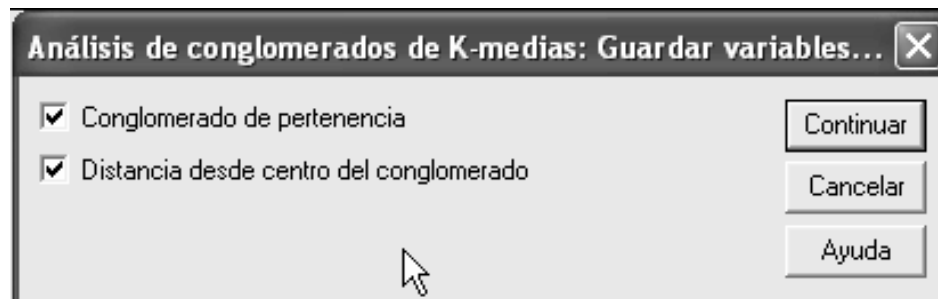 Análisis de conglomerados de K-medias: Guardar variables...
Conglomerado de pertenencia
Distancia desde centro del conglomerado
Continuar
Cancelar
Ayuda